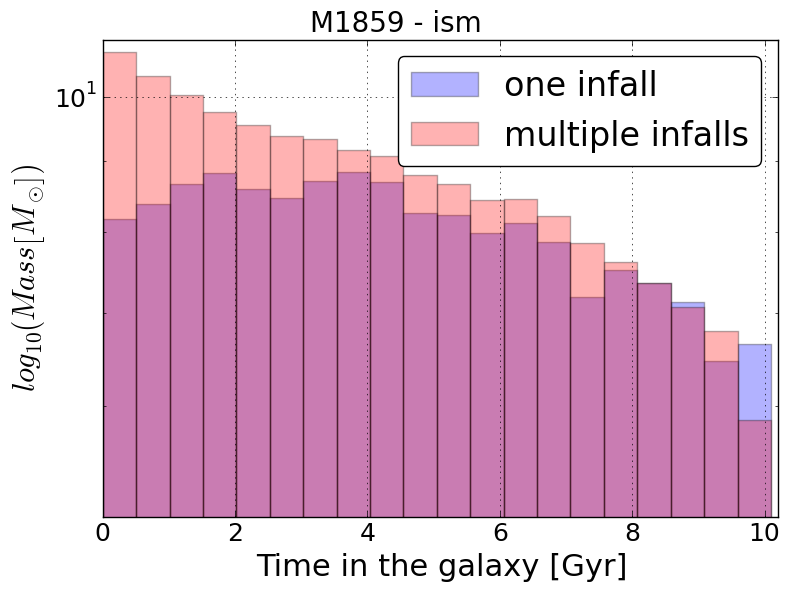 M1859 - ism
one infall
multiple infalls
10¹
log₁₀(Mass[M⊙])
0 2 4 6 8 10
Time in the galaxy [Gyr]